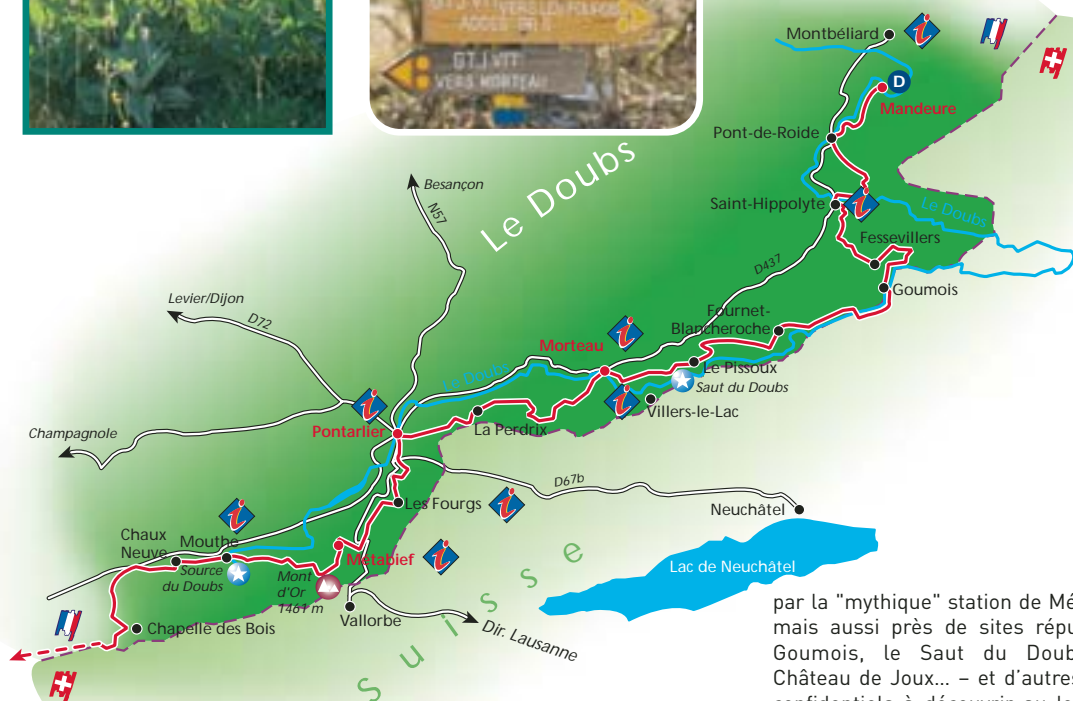 G.T.J. VTT
VERS MORTEAU
Montbéliard
D
Mandeure
Pont-de-Roide
Besançon
N57
Le Doubs
Saint-Hippolyte
Le Doubs
Fessevillers
D437
Goumois
Levier/Dijon
D72
Fournet-
Blancheroche
Morteau
Le Pissoux
Le Doubs
Saut du Doubs
Villers-le-Lac
Champagnole
Pontarlier
La Perdrix
D67b
Les Fourgs
Neuchâtel
Chaux
Neuve
Mouthe
Métabief
Source
du Doubs
Mont
d'Or
1461 m
Lac de Neuchâtel
Vallorbe
Dir. Lausanne
Chapelle des Bois
Suisse
par la "mythique" station de Mé
mais aussi près de sites répu
Goumois, le Saut du Doub
Château de Joux... – et d'autres